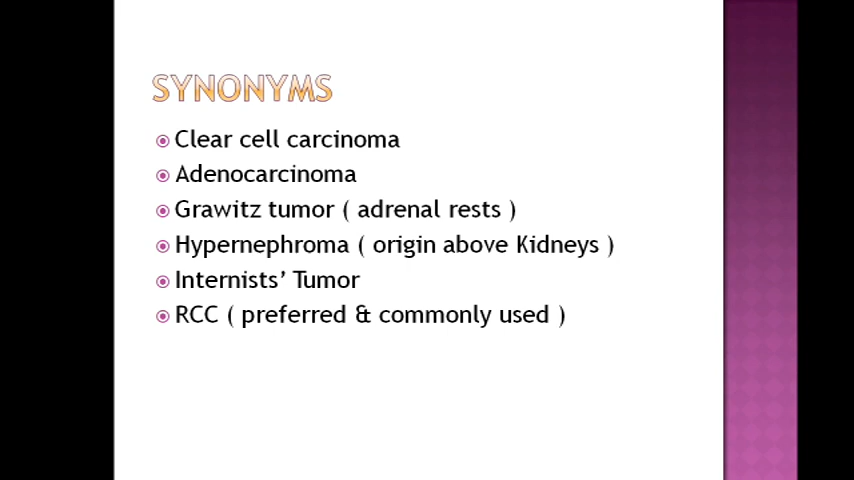 SYNONYMS
Clear cell carcinoma
Adenocarcinoma
Grawitz tumor ( adrenal rests )
Hypernephroma ( origin above Kidneys )
Internists’ Tumor
RCC ( preferred & commonly used )